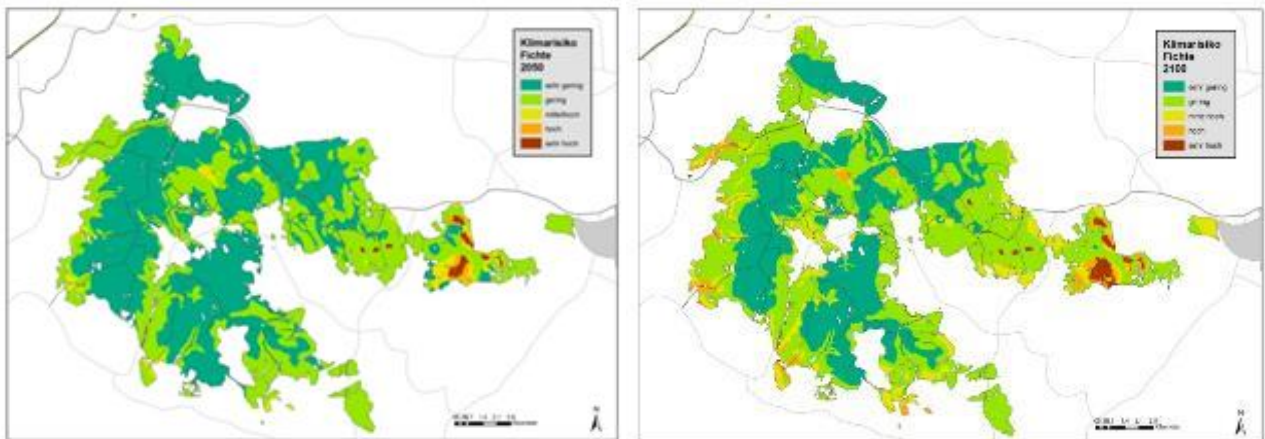 Klimarisiko
Fichte
2050
sehr gering
gering
mittelhoch
hoch
sehr hoch
N
Klimarisiko
Fichte
2100
sehr gering
gering
mittelhoch
hoch
sehr hoch
N